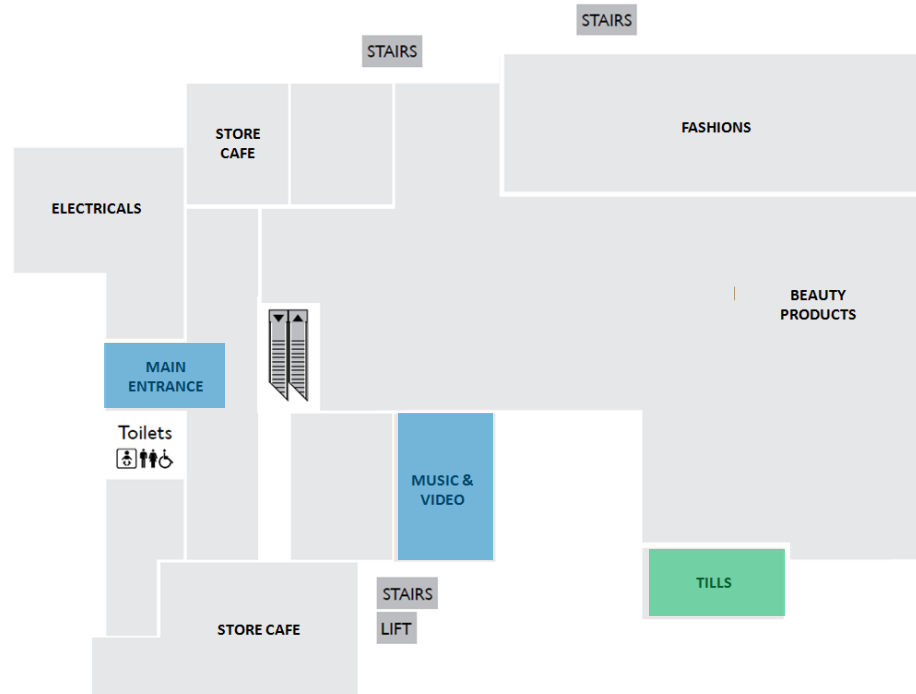 STAIRS
STAIRS
FASHIONS
STORE
CAFE
ELECTRICALS
BEAUTY
PRODUCTS
MAIN
ENTRANCE
Toilets
MUSIC &
VIDEO
TILLS
STAIRS
LIFT
STORE CAFE